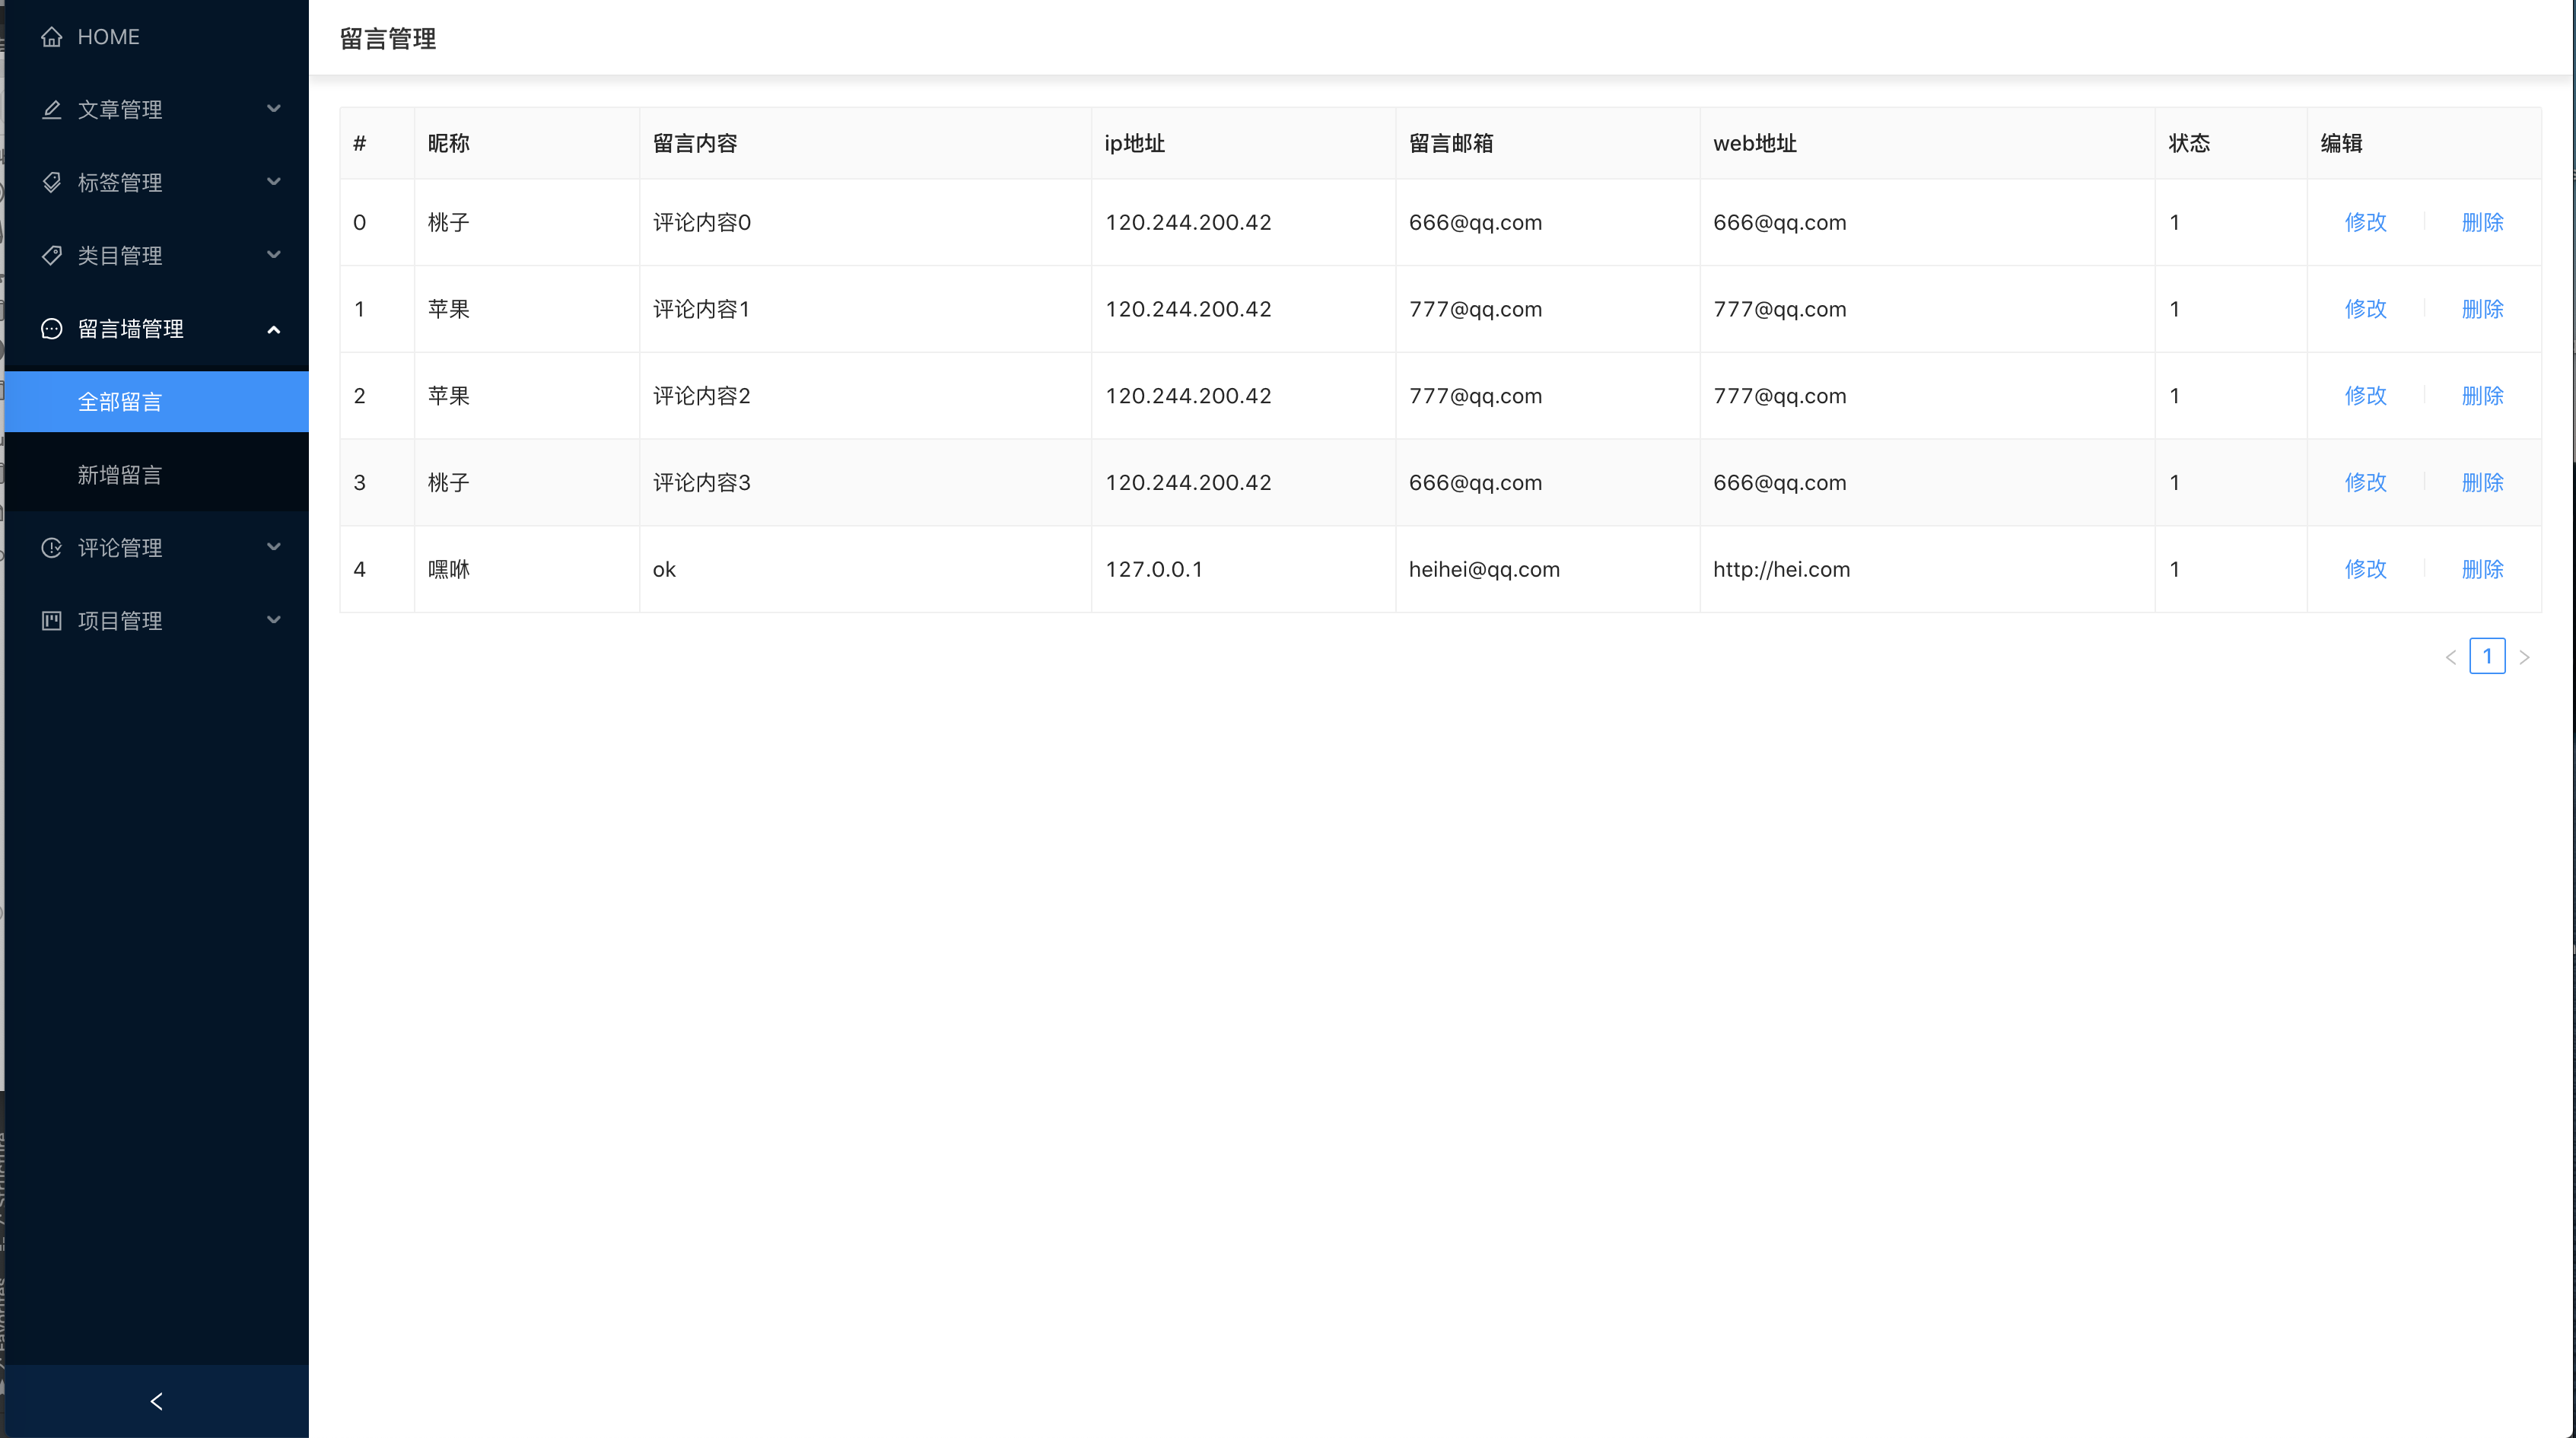 HOME
文章管理
标签管理
类目管理
留言墙管理
全部留言
新增留言
评论管理
项目管理
留言管理
# 昵称 留言内容 ip地址 留言邮箱 web地址 状态 编辑
0 桃子 评论内容0 120.244.200.42 666@qq.com 666@qq.com 1 修改 删除
1 苹果 评论内容1 120.244.200.42 777@qq.com 777@qq.com 1 修改 删除
2 苹果 评论内容2 120.244.200.42 777@qq.com 777@qq.com 1 修改 删除
3 桃子 评论内容3 120.244.200.42 666@qq.com 666@qq.com 1 修改 删除
4 嘿咻 ok 127.0.0.1 heihei@qq.com http://hei.com 1 修改 删除
< 1 >